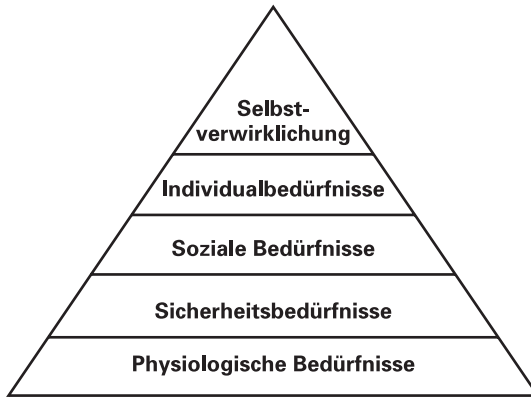 Selbst-
verwirklichung
Individualbedürfnisse
Soziale Bedürfnisse
Sicherheitsbedürfnisse
Physiologische Bedürfnisse